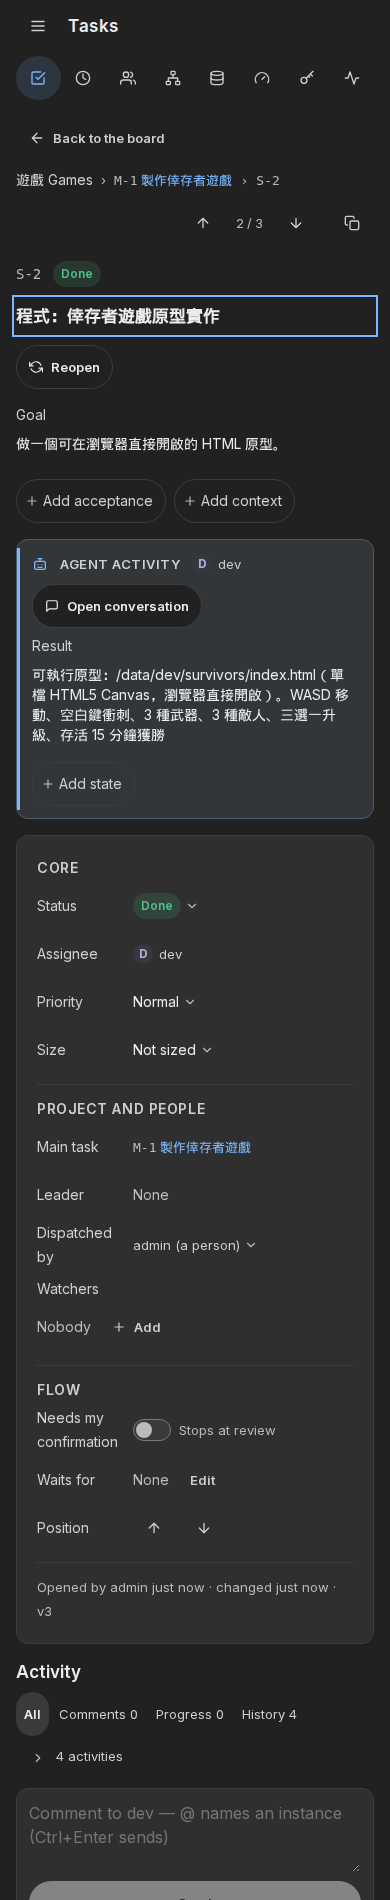 Tasks
Back to the board
遊戲 Games › M-1 製作倖存者遊戲 › S-2
2 / 3
S-2 Done
程式：倖存者遊戲原型實作
Reopen
Goal
做一個可在瀏覽器直接開啟的 HTML 原型。
+ Add acceptance + Add context
AGENT ACTIVITY D dev
Open conversation
Result
可執行原型：/data/dev/survivors/index.html（單
檔 HTML5 Canvas，瀏覽器直接開啟）。WASD 移
動、空白鍵衝刺、3 種武器、3 種敵人、三選一升
級、存活 15 分鐘獲勝
+ Add state
CORE
Status Done
Assignee D dev
Priority Normal
Size Not sized
PROJECT AND PEOPLE
Main task M-1 製作倖存者遊戲
Leader None
Dispatched
by admin (a person)
Watchers
Nobody + Add
FLOW
Needs my
confirmation Stops at review
Waits for None Edit
Position
Opened by admin just now · changed just now ·
v3
Activity
All Comments 0 Progress 0 History 4
4 activities
Comment to dev — @ names an instance
(Ctrl+Enter sends)